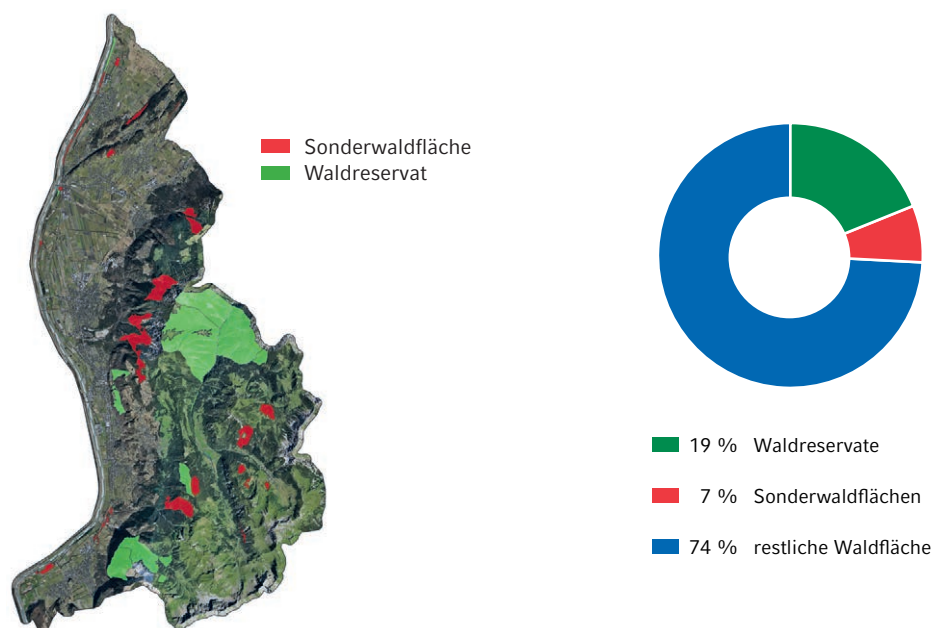 Sonderwaldfläche
Waldreservat
19 % Waldreservate
7 % Sonderwaldflächen
74 % restliche Waldfläche